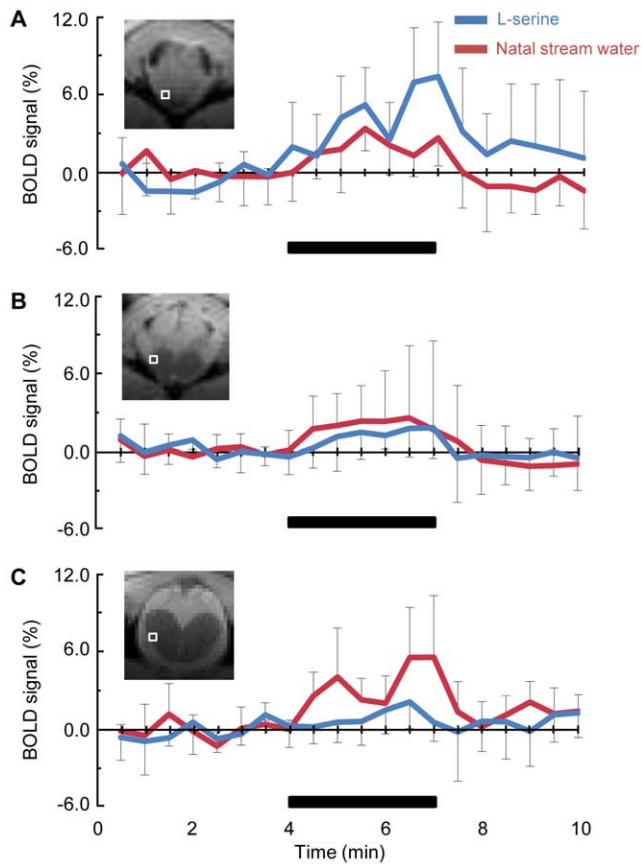 A
12.0
6.0
0.0
-6.0
BOLD signal (%)
L-serine
Natal stream water
B
12.0
6.0
0.0
-6.0
BOLD signal (%)
C
12.0
6.0
0.0
-6.0
BOLD signal (%)
0 2 4 6 8 10
Time (min)